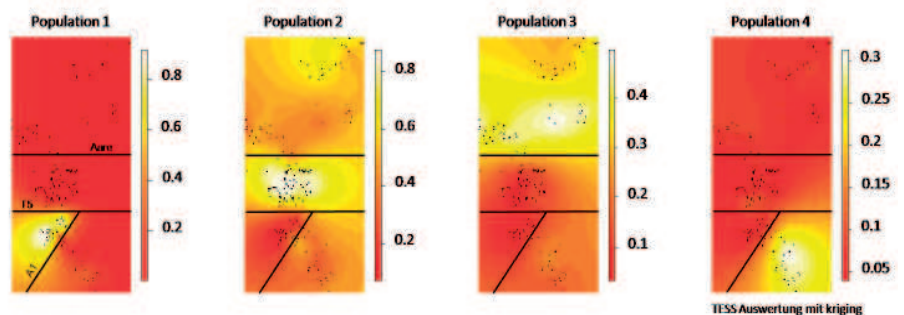 Population 1
Population 2
Population 3
Population 4
0.8
0.6
0.4
0.2
Aare
T5
A1
0.8
0.6
0.4
0.2
0.4
0.3
0.2
0.1
0.3
0.25
0.2
0.15
0.1
0.05
TESS Auswertung mit kriging